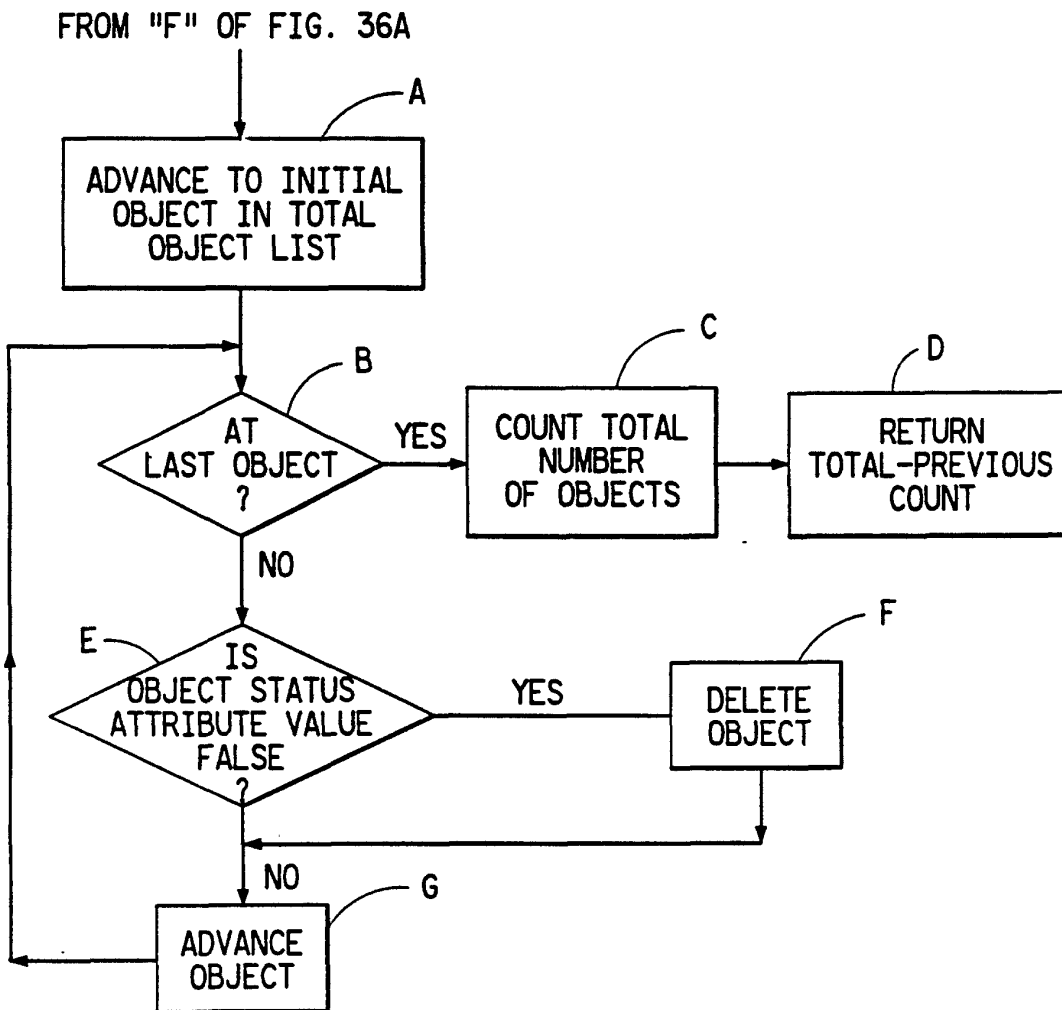 FROM "F" OF FIG. 36A
A
ADVANCE TO INITIAL
OBJECT IN TOTAL
OBJECT LIST
B
AT
LAST OBJECT
?
YES
C
COUNT TOTAL
NUMBER
OF OBJECTS
D
RETURN
TOTAL-PREVIOUS
COUNT
NO
E
IS
OBJECT STATUS
ATTRIBUTE VALUE
FALSE
?
YES
F
DELETE
OBJECT
NO
G
ADVANCE
OBJECT